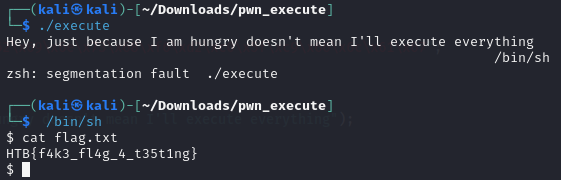 (kali㉿kali)-[~/Downloads/pwn_execute]
$ ./execute
Hey, just because I am hungry doesn't mean I'll execute everything
/bin/sh
zsh: segmentation fault  ./execute
(kali㉿kali)-[~/Downloads/pwn_execute]
$ /bin/sh
$ cat flag.txt
HTB{f4k3_fl4g_4_t35t1ng}
$